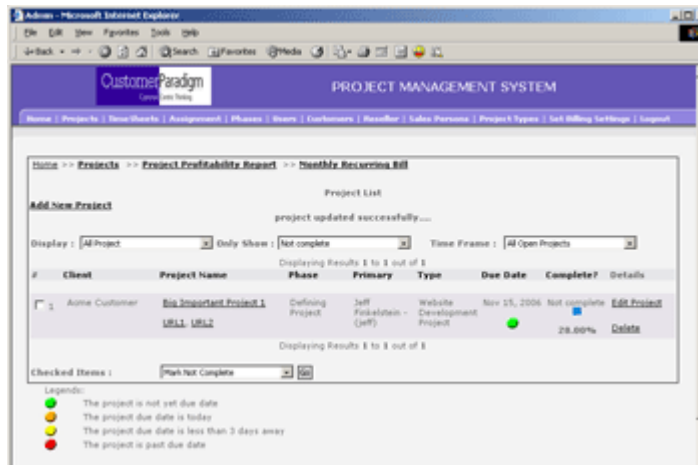 Admin - Microsoft Internet Explorer
File Edit View Favorites Tools Help
Back Search Favorites Media
CustomerParadigm
PROJECT MANAGEMENT SYSTEM
Home | Projects | TimeSheets | Assignment | Phases | Users | Customers | Reseller | Sales Persons | Project Types | Set Billing Settings | Logout
Home >> Projects >> Project Profitability Report >> Monthly Recurring Bill
Project List
Add New Project
project updated successfully....
Display : All Project Only Show : Not complete Time Frame : All Open Projects
Displaying Results 1 to 1 out of 1
# Client Project Name Phase Primary Type Due Date Complete? Details
1 Acme Customer Big Important Project 1 Defining Project Jeff Finkelstein - (jeff) Website Development Project Nov 15, 2006 Not complete Edit Project
URL1, URL2 28.00% Delete
Displaying Results 1 to 1 out of 1
Checked Items : Mark Not Complete Go
Legends:
The project is not yet due date
The project due date is today
The project due date is less than 3 days away
The project is past due date